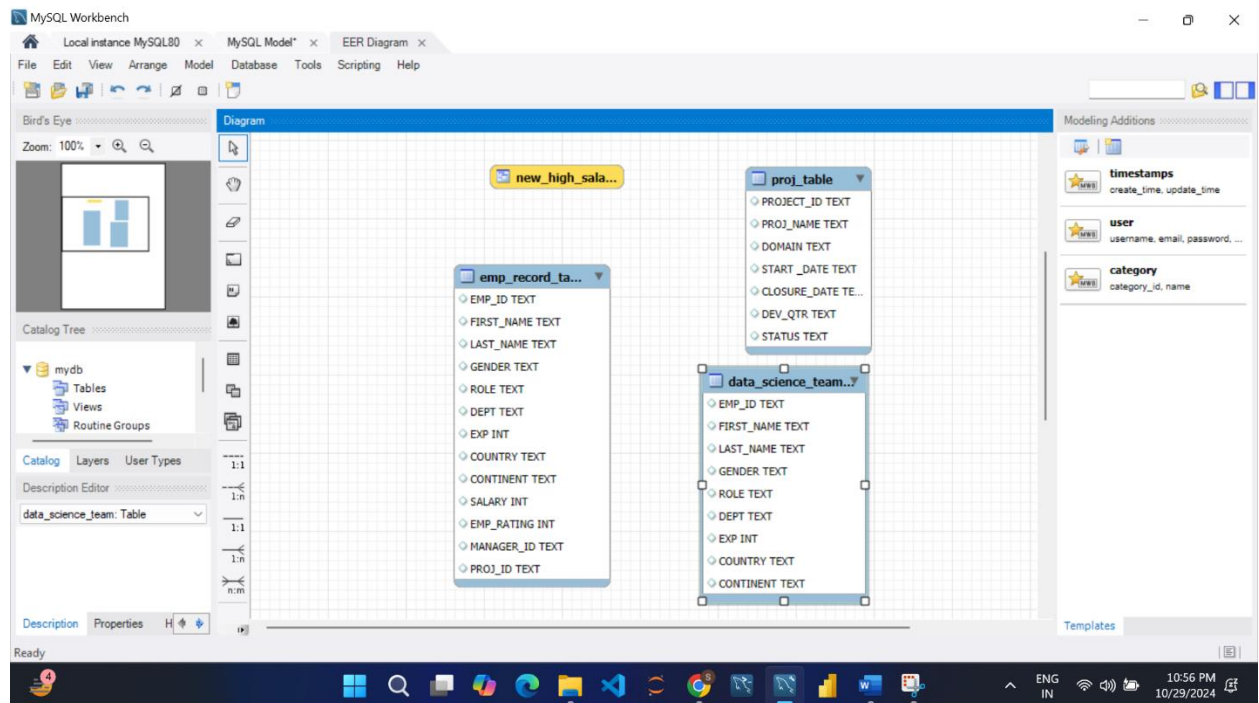 MySQL Workbench
Local instance MySQL80 MySQL Model* EER Diagram
File Edit View Arrange Model Database Tools Scripting Help
Bird's Eye
Zoom: 100%
Catalog Tree
mydb
Tables
Views
Routine Groups
Catalog Layers User Types
Description Editor
data_science_team: Table
Description Properties H
Diagram
1:1
1:n
1:1
1:n
n:m
new_high_sala...
emp_record_ta...
EMP_ID TEXT
FIRST_NAME TEXT
LAST_NAME TEXT
GENDER TEXT
ROLE TEXT
DEPT TEXT
EXP INT
COUNTRY TEXT
CONTINENT TEXT
SALARY INT
EMP_RATING INT
MANAGER_ID TEXT
PROJ_ID TEXT
proj_table
PROJECT_ID TEXT
PROJ_NAME TEXT
DOMAIN TEXT
START _DATE TEXT
CLOSURE_DATE TE...
DEV_QTR TEXT
STATUS TEXT
data_science_team...
EMP_ID TEXT
FIRST_NAME TEXT
LAST_NAME TEXT
GENDER TEXT
ROLE TEXT
DEPT TEXT
EXP INT
COUNTRY TEXT
CONTINENT TEXT
Modeling Additions
timestamps
create_time, update_time
user
username, email, password, ...
category
category_id, name
Templates
Ready
4
ENG
IN
10:56 PM
10/29/2024